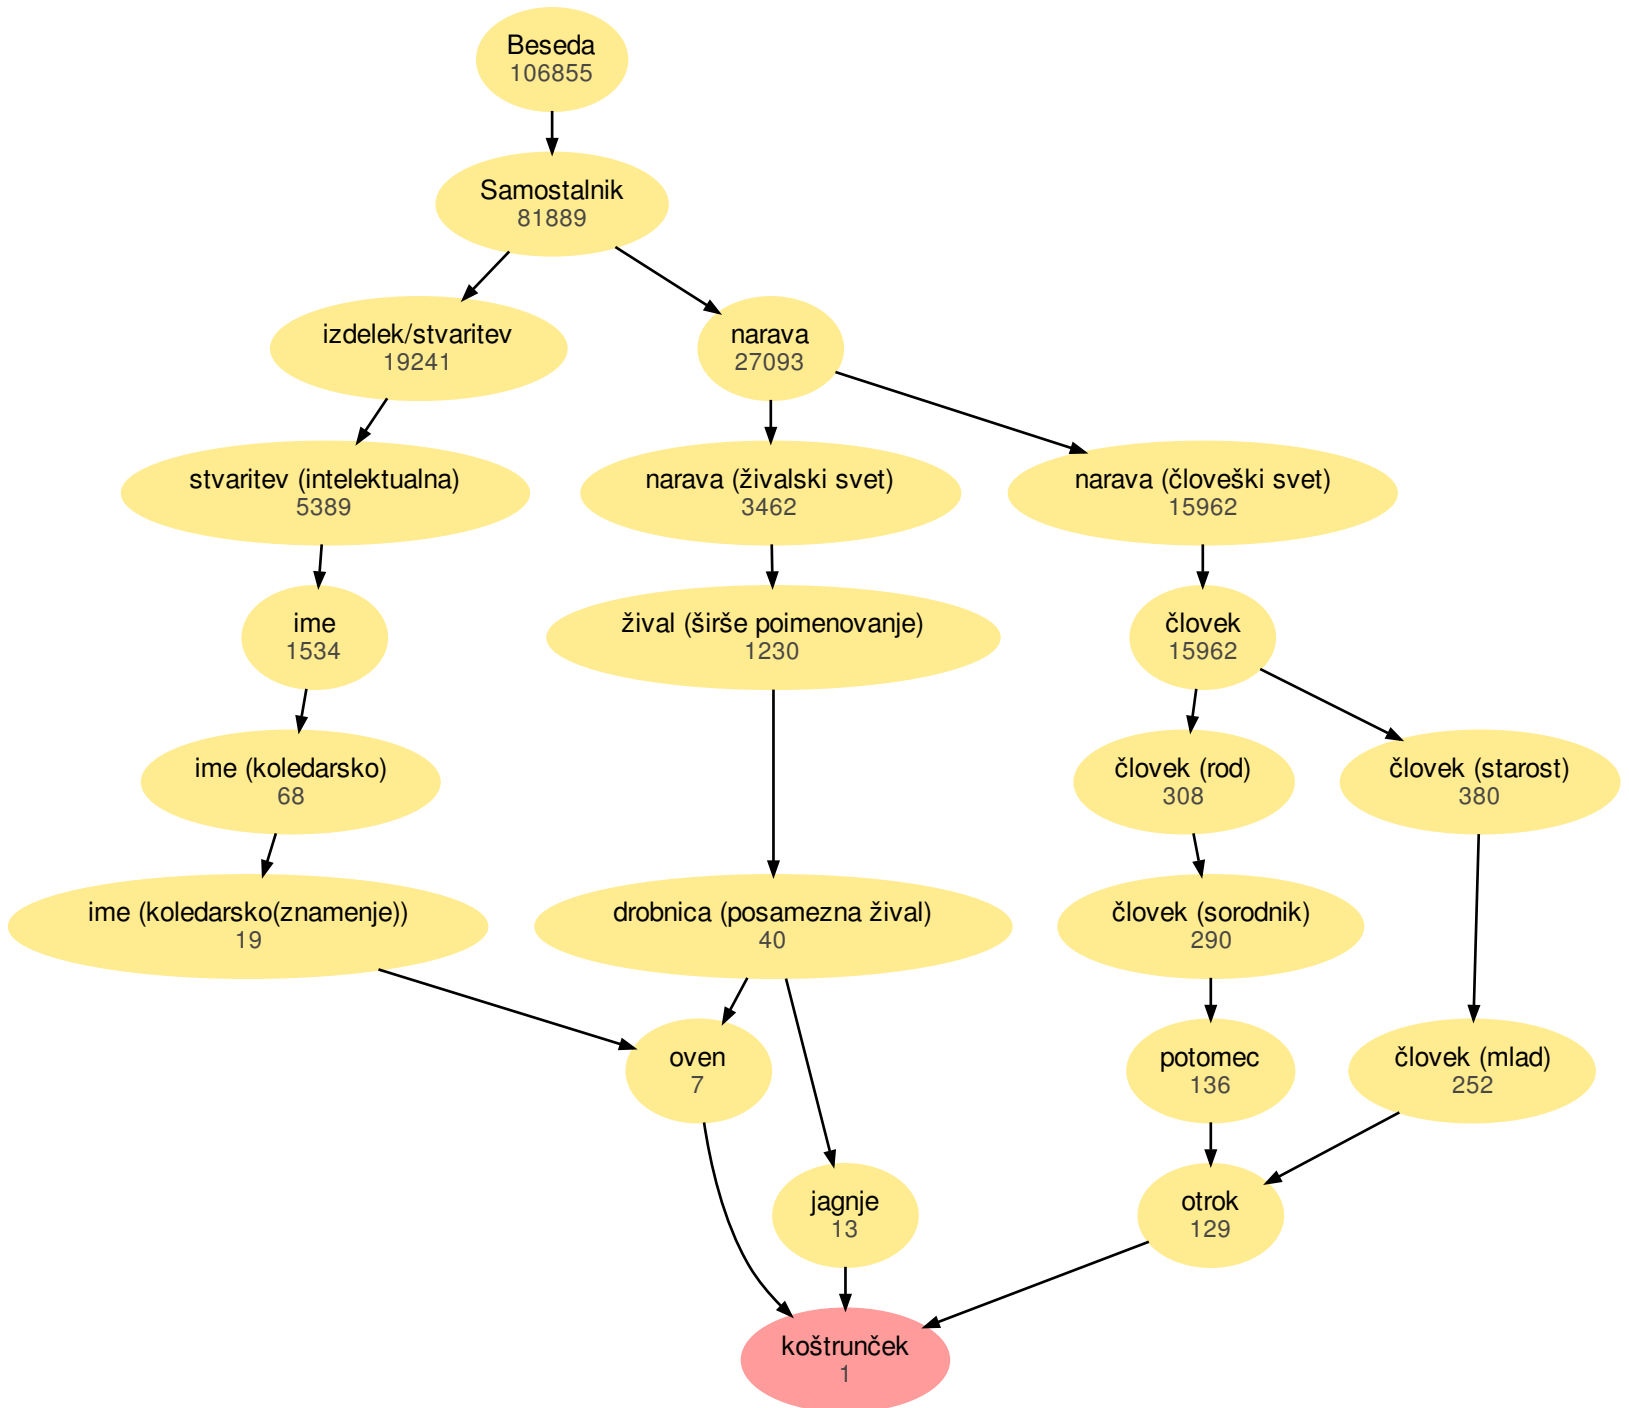 Beseda
106855
Samostalnik
81889
izdelek/stvaritev
19241
narava
27093
stvaritev (intelektualna)
5389
narava (živalski svet)
3462
narava (človeški svet)
15962
ime
1534
žival (širše poimenovanje)
1230
človek
15962
ime (koledarsko)
68
človek (rod)
308
človek (starost)
380
ime (koledarsko(znamenje))
19
drobnica (posamezna žival)
40
človek (sorodnik)
290
oven
7
potomec
136
človek (mlad)
252
jagnje
13
otrok
129
koštrunček
1